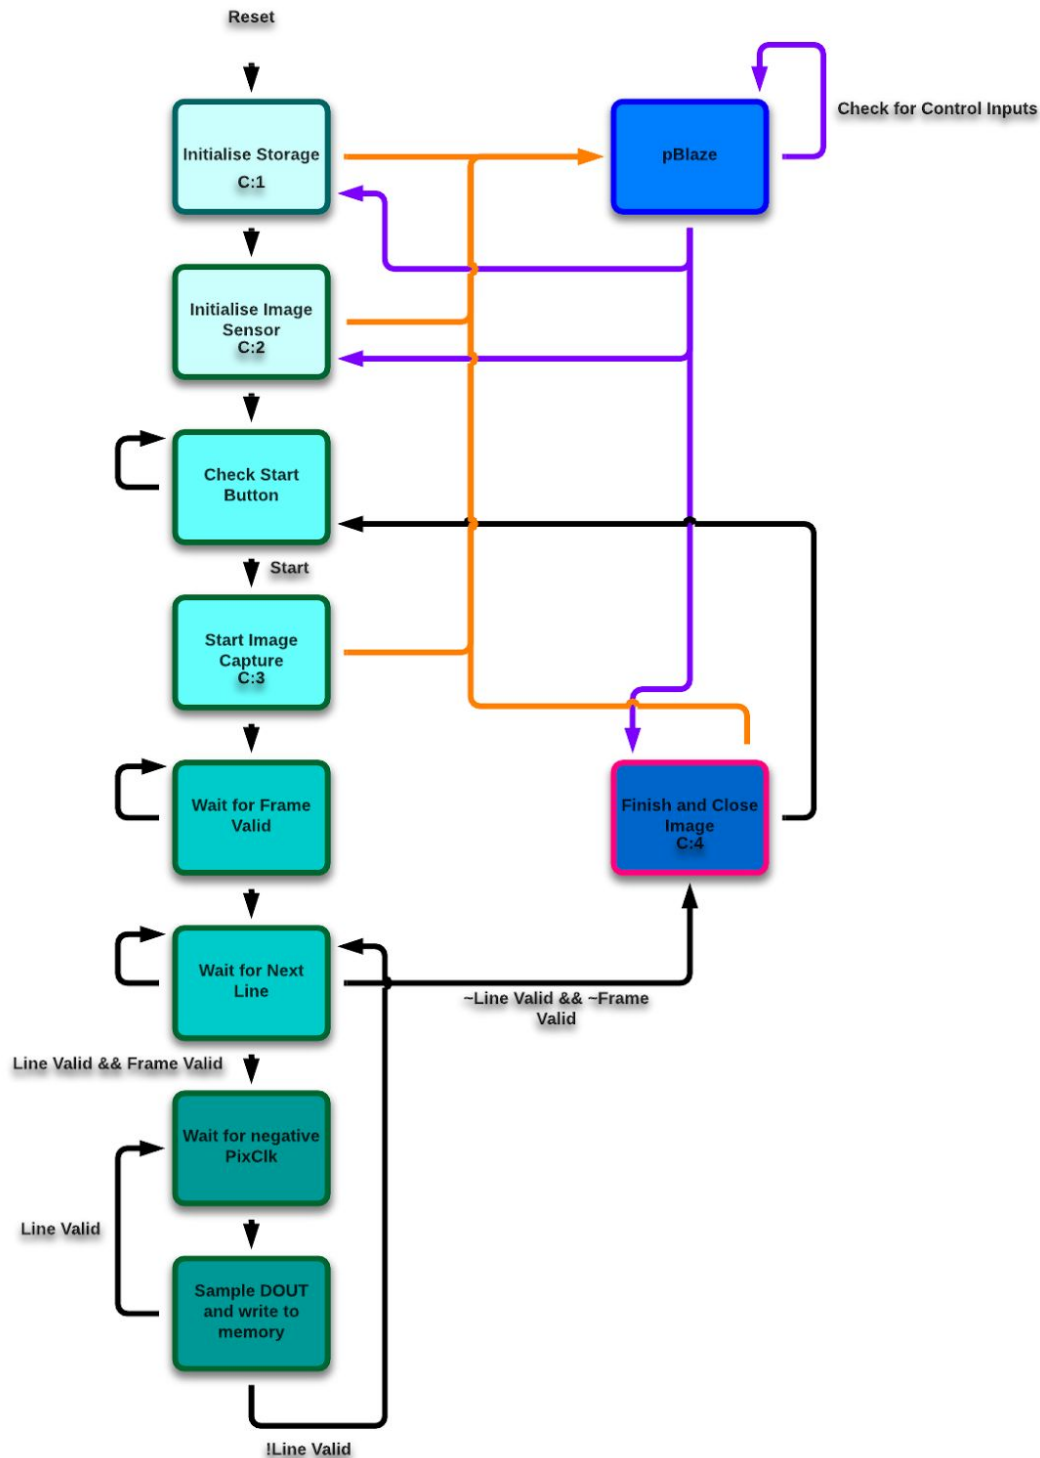 Reset
Check for Control Inputs
Initialise Storage
C:1
pBlaze
Initialise Image
Sensor
C:2
Check Start
Button
Start
Start Image
Capture
C:3
Wait for Frame
Valid
Finish and Close
Image
C:4
Wait for Next
Line
~Line Valid && ~Frame
Valid
Line Valid && Frame Valid
Wait for negative
PixClk
Line Valid
Sample DOUT
and write to
memory
!Line Valid